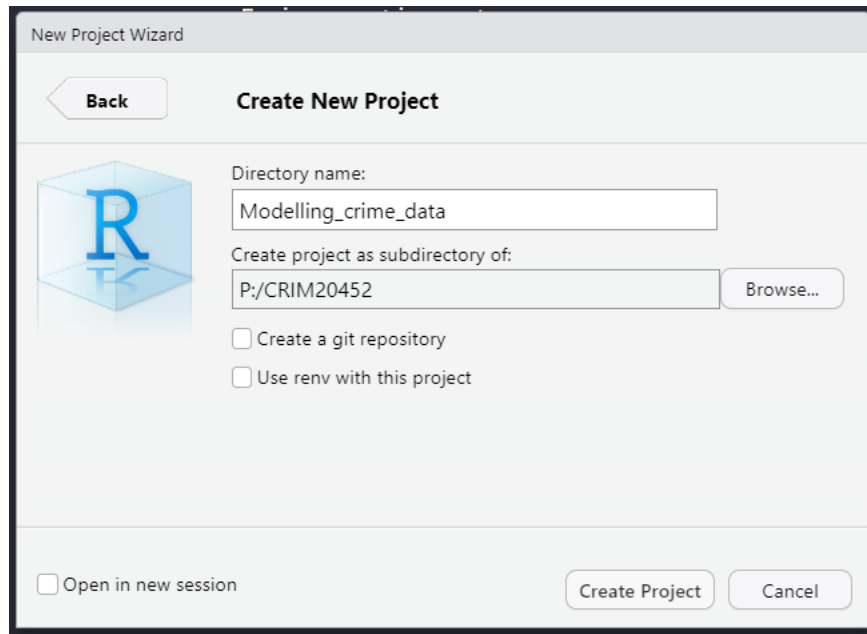 New Project Wizard
Back
Create New Project
R
Directory name:
Modelling_crime_data
Create project as subdirectory of:
P:/CRIM20452
Browse...
Create a git repository
Use renv with this project
Open in new session
Create Project
Cancel